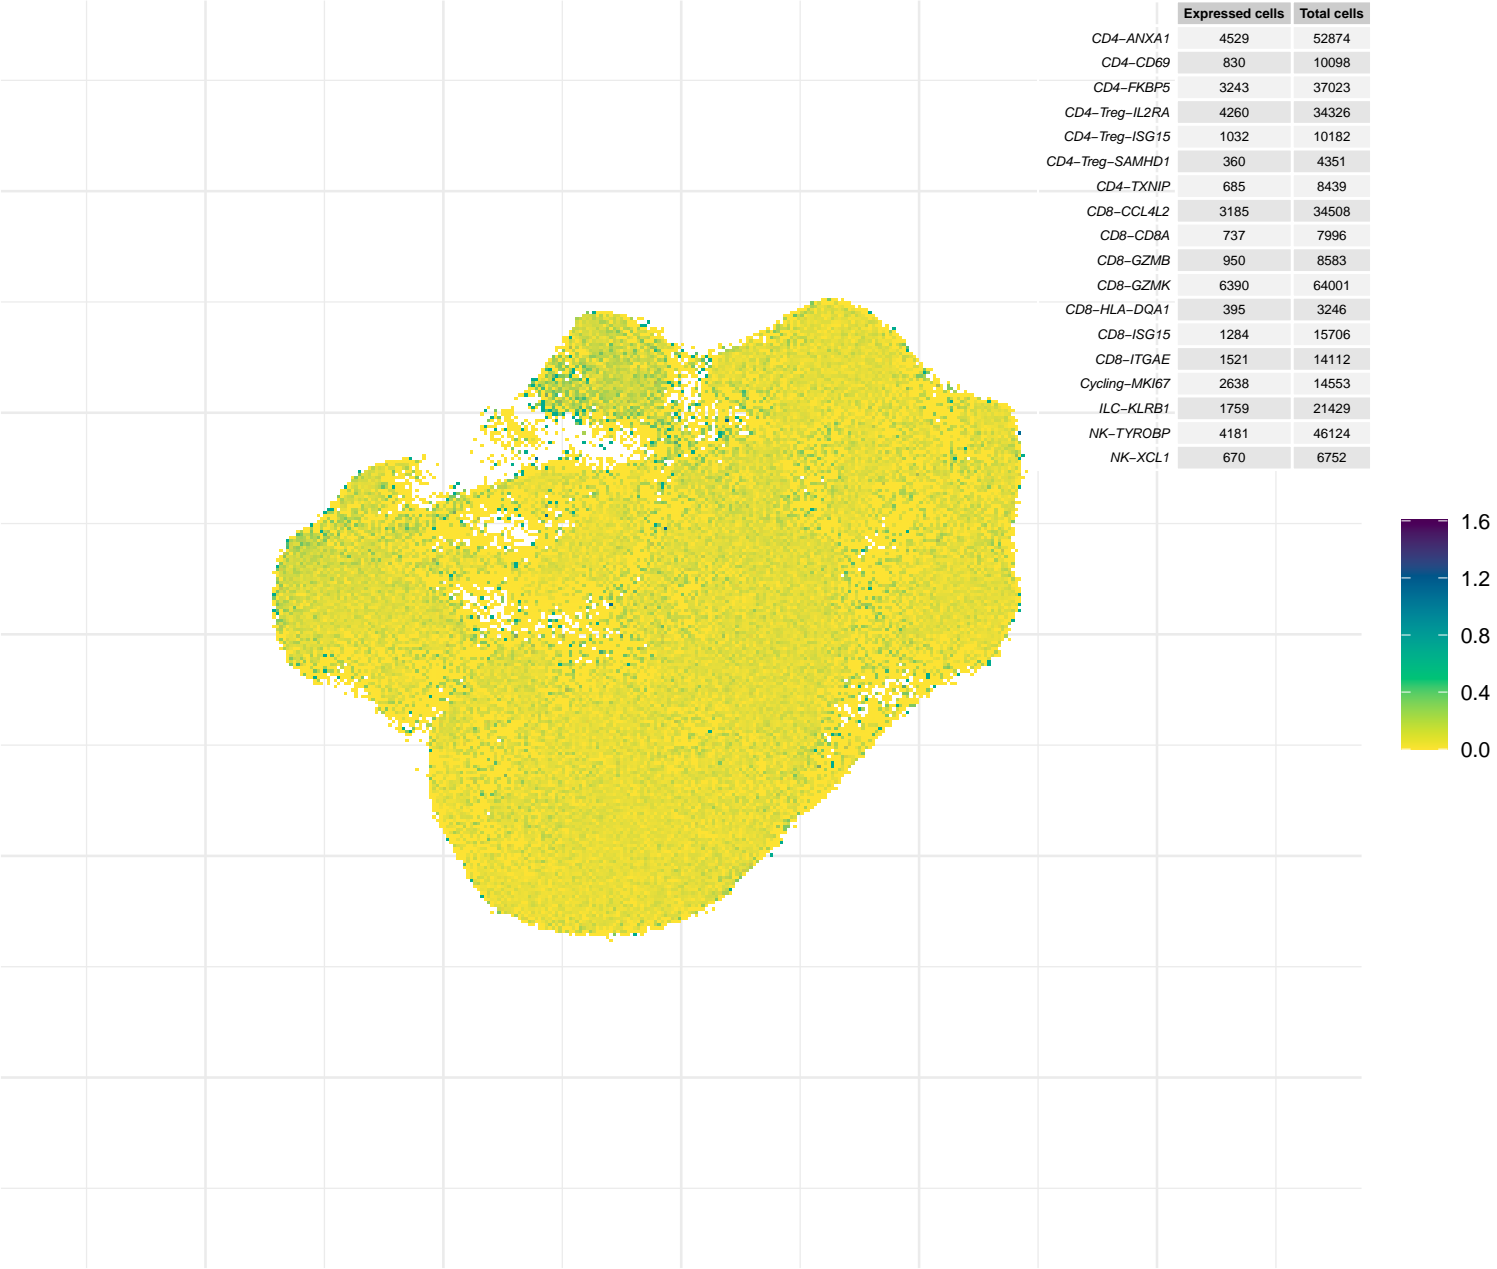 Expressed cells Total cells
CD4−ANXA1 4529 52874
CD4−CD69 830 10098
CD4−FKBP5 3243 37023
CD4−Treg−IL2RA 4260 34326
CD4−Treg−ISG15 1032 10182
CD4−Treg−SAMHD1 360 4351
CD4−TXNIP 685 8439
CD8−CCL4L2 3185 34508
CD8−CD8A 737 7996
CD8−GZMB 950 8583
CD8−GZMK 6390 64001
CD8−HLA−DQA1 395 3246
CD8−ISG15 1284 15706
CD8−ITGAE 1521 14112
Cycling−MKI67 2638 14553
ILC−KLRB1 1759 21429
NK−TYROBP 4181 46124
NK−XCL1 670 6752
1.6
1.2
0.8
0.4
0.0